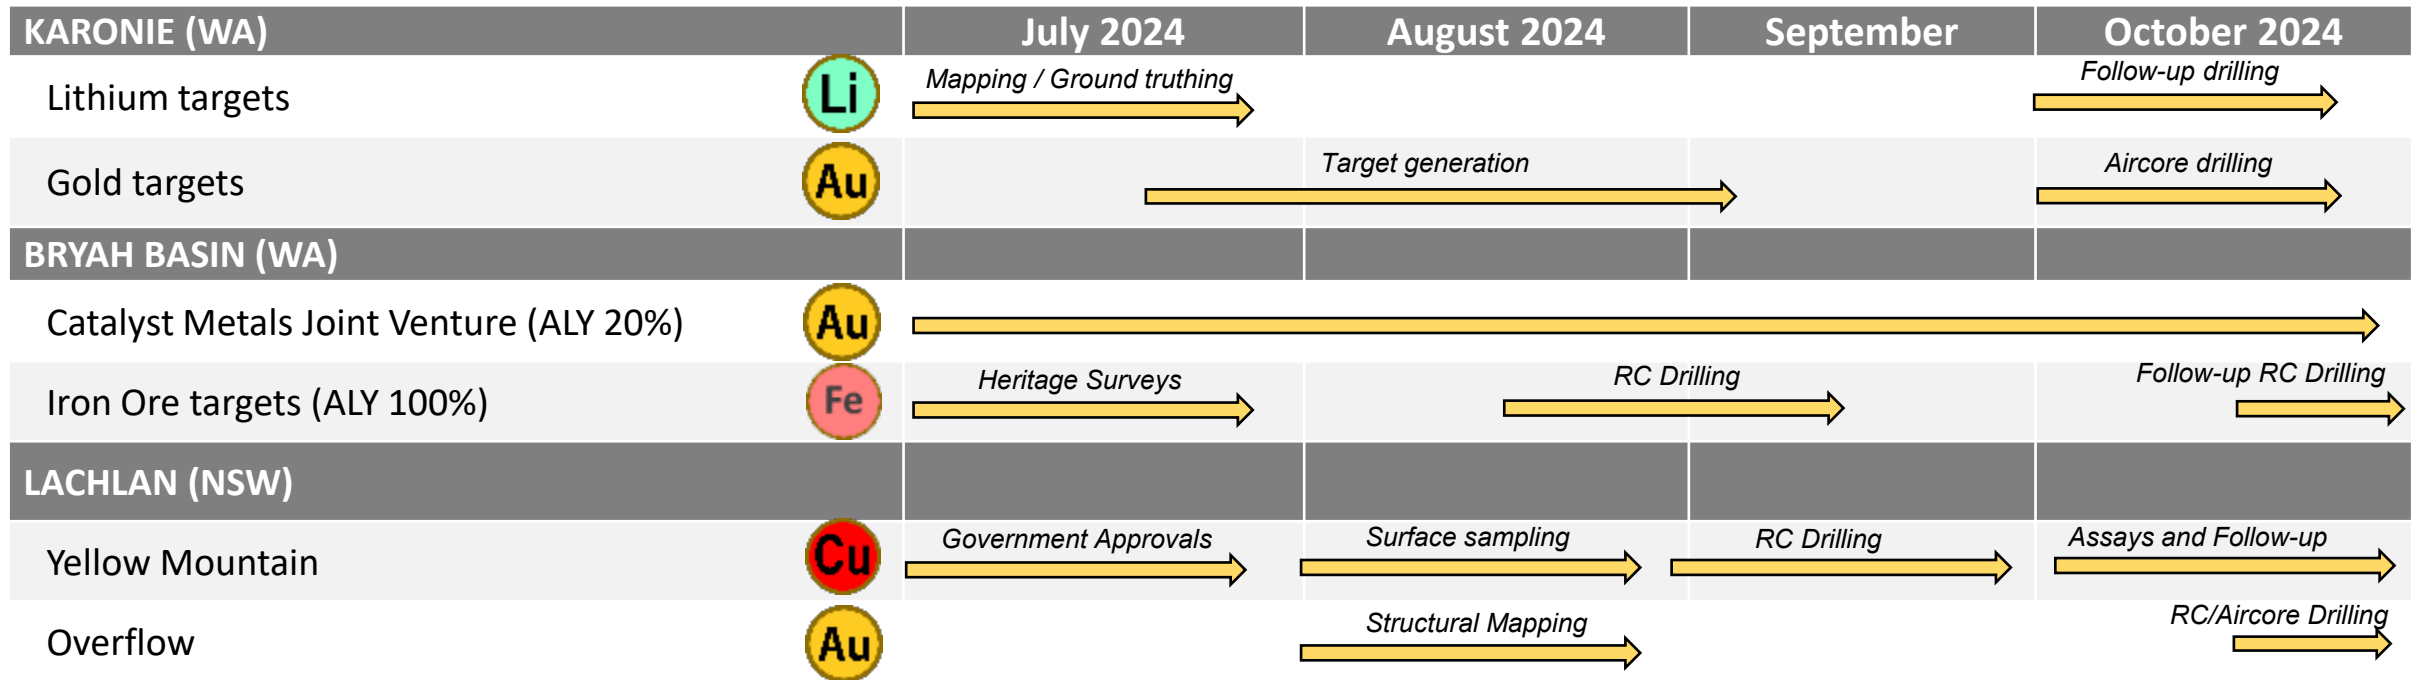 KARONIE (WA) July 2024 August 2024 September October 2024
Lithium targets Li Mapping / Ground truthing Follow-up drilling
Gold targets Au Target generation Aircore drilling
BRYAH BASIN (WA)
Catalyst Metals Joint Venture (ALY 20%) Au
Iron Ore targets (ALY 100%) Fe Heritage Surveys RC Drilling Follow-up RC Drilling
LACHLAN (NSW)
Yellow Mountain Cu Government Approvals Surface sampling RC Drilling Assays and Follow-up
Overflow Au Structural Mapping RC/Aircore Drilling